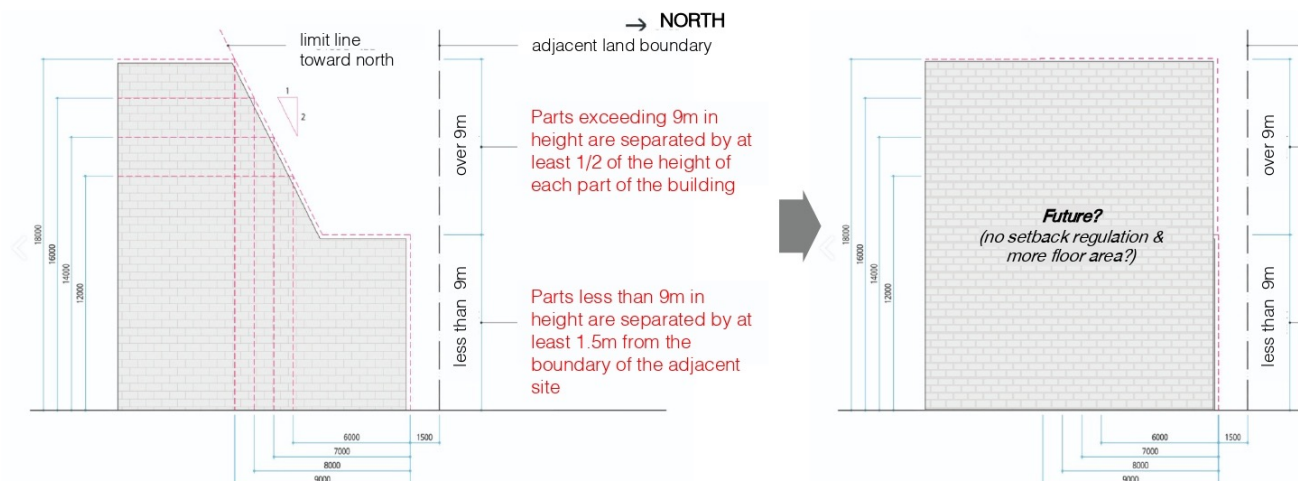 → NORTH
limit line
toward north
adjacent land boundary
1
2
Parts exceeding 9m in
height are separated by at
least 1/2 of the height of
each part of the building
over 9m
18000
16000
14000
12000
Parts less than 9m in
height are separated by at
least 1.5m from the
boundary of the adjacent
site
less than 9m
6000
1500
7000
8000
9000
Future?
(no setback regulation &
more floor area?)
over 9m
18000
16000
14000
12000
less than 9m
6000
1500
7000
8000
9000